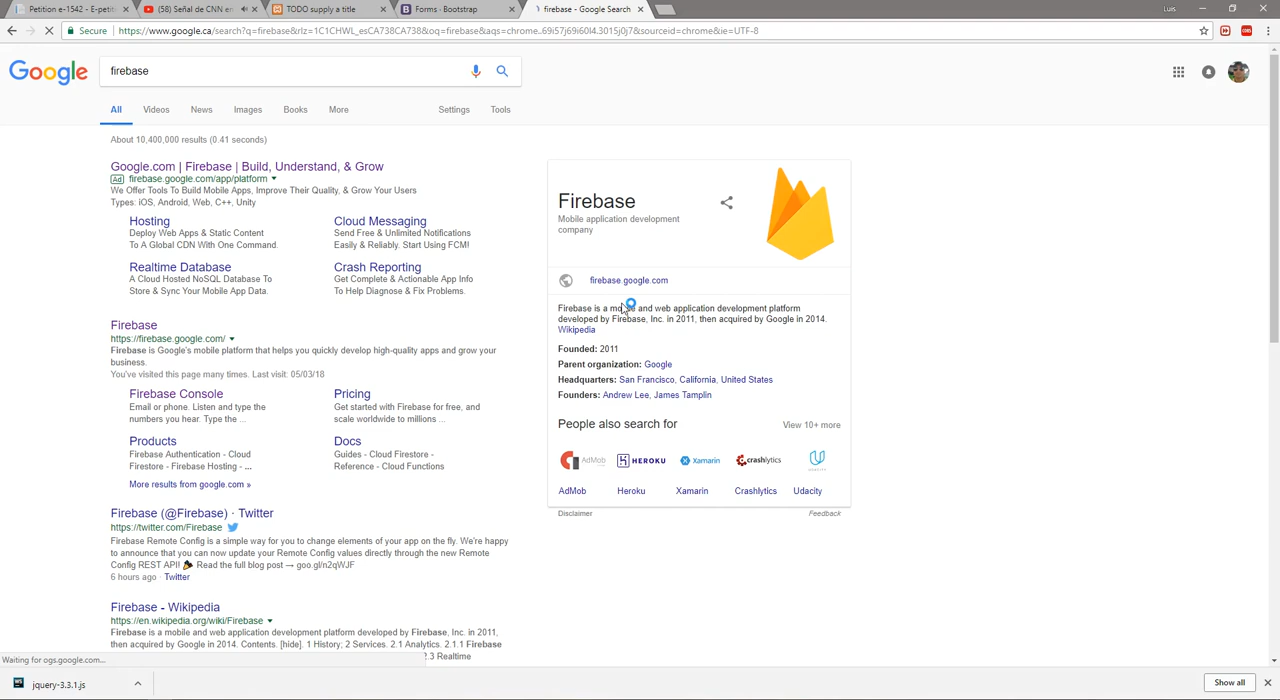 Petition e-1542 - E-petitic
(58) Señal de CNN en
TODO supply a title
Forms · Bootstrap
firebase - Google Search
Luis
Secure
https://www.google.ca/search?q=firebase&rlz=1C1CHWL_esCA738CA738&oq=firebase&aqs=chrome..69i57j69i60l4.3015j0j7&sourceid=chrome&ie=UTF-8
Google
firebase
All
Videos
News
Images
Books
More
Settings
Tools
About 10,400,000 results (0.41 seconds)
Google.com | Firebase | Build, Understand, & Grow
Ad firebase.google.com/app/platform
We Offer Tools To Build Mobile Apps, Improve Their Quality, & Grow Your Users
Types: iOS, Android, Web, C++, Unity
Hosting
Deploy Web Apps & Static Content
To A Global CDN With One Command.
Cloud Messaging
Send Free & Unlimited Notifications
Easily & Reliably. Start Using FCM!
Realtime Database
A Cloud Hosted NoSQL Database To
Store & Sync Your Mobile App Data.
Crash Reporting
Get Complete & Actionable App Info
To Help Diagnose & Fix Problems.
Firebase
https://firebase.google.com/
Firebase is Google's mobile platform that helps you quickly develop high-quality apps and grow your
business.
You've visited this page many times. Last visit: 05/03/18
Firebase Console
Email or phone. Listen and type the
numbers you hear. Type the ...
Pricing
Get started with Firebase for free, and
scale worldwide to millions ...
Products
Firebase Authentication - Cloud
Firestore - Firebase Hosting - ...
Docs
Guides - Cloud Firestore -
Reference - Cloud Functions
More results from google.com »
Firebase (@Firebase) · Twitter
https://twitter.com/Firebase
Firebase Remote Config is a simple way for you to change elements of your app on the fly. We're happy
to announce that you can now update your Remote Config values directly through the new Remote
Config REST API! Read the full blog post → goo.gl/n2qWJF
6 hours ago · Twitter
Firebase - Wikipedia
https://en.wikipedia.org/wiki/Firebase
Firebase is a mobile and web application development platform developed by Firebase, Inc. in 2011,
then acquired by Google in 2014. Contents. [hide]. 1 History; 2 Services. 2.1 Analytics. 2.1.1 Firebase
2.3 Realtime
Firebase
Mobile application development
company
firebase.google.com
Firebase is a mobile and web application development platform
developed by Firebase, Inc. in 2011, then acquired by Google in 2014.
Wikipedia
Founded: 2011
Parent organization: Google
Headquarters: San Francisco, California, United States
Founders: Andrew Lee, James Tamplin
People also search for
View 10+ more
AdMob
HEROKU
Xamarin
crashlytics
UDACITY
AdMob
Heroku
Xamarin
Crashlytics
Udacity
Disclaimer
Feedback
Waiting for ogs.google.com...
jquery-3.3.1.js
Show all